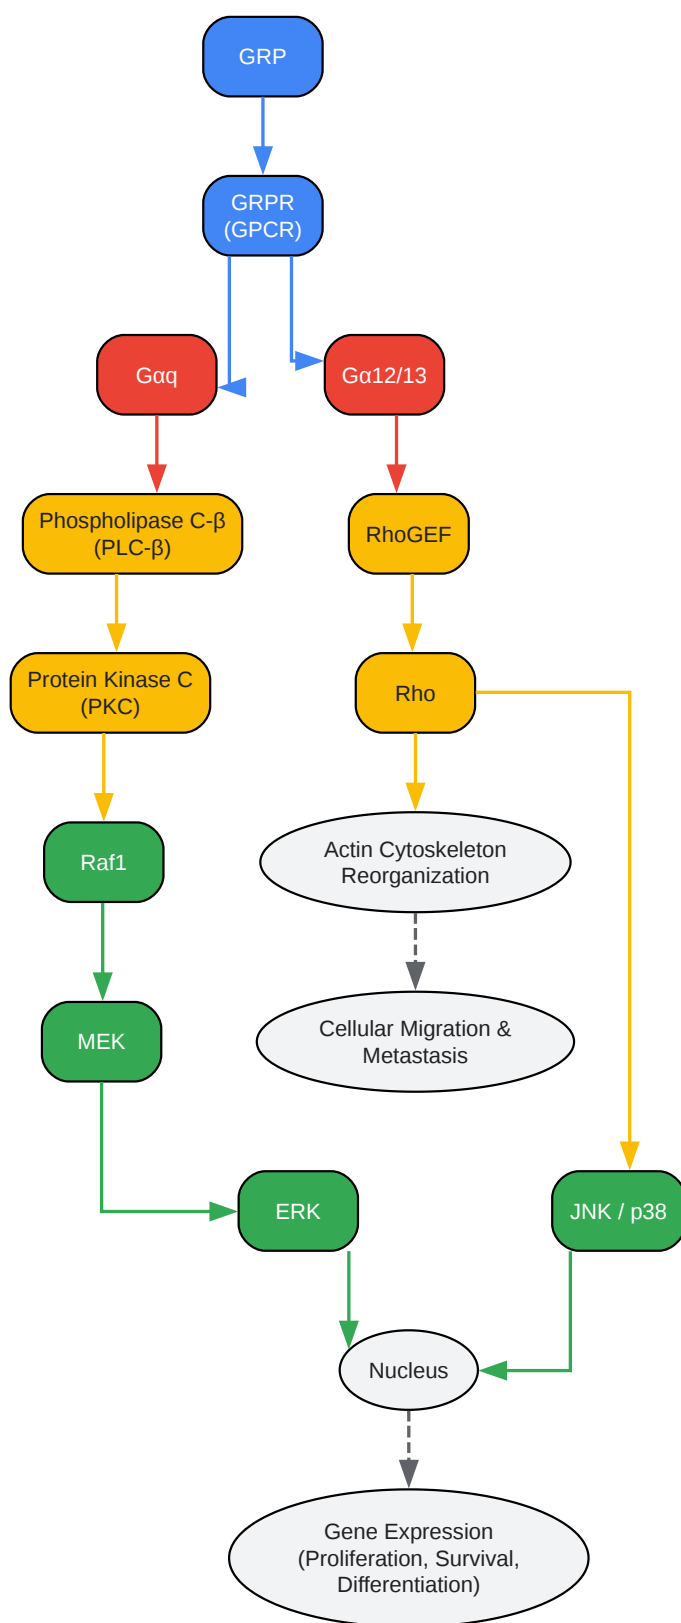 GRP
GRPR
(GPCR)
Gαq
Gα12/13
Phospholipase C-β
(PLC-β)
RhoGEF
Protein Kinase C
(PKC)
Rho
Raf1
Actin Cytoskeleton
Reorganization
MEK
Cellular Migration &
Metastasis
ERK
JNK / p38
Nucleus
Gene Expression
(Proliferation, Survival,
Differentiation)